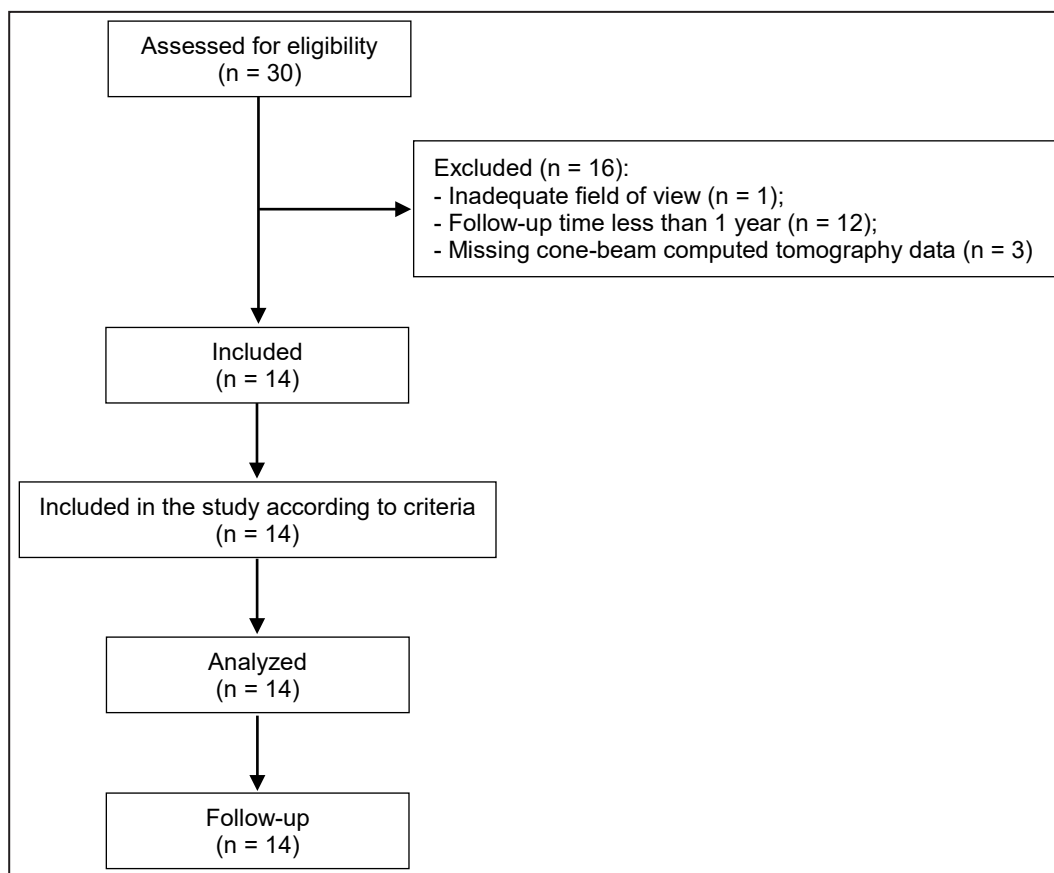 Assessed for eligibility
(n = 30)
Excluded (n = 16):
- Inadequate field of view (n = 1);
- Follow-up time less than 1 year (n = 12);
- Missing cone-beam computed tomography data (n = 3)
Included
(n = 14)
Included in the study according to criteria
(n = 14)
Analyzed
(n = 14)
Follow-up
(n = 14)